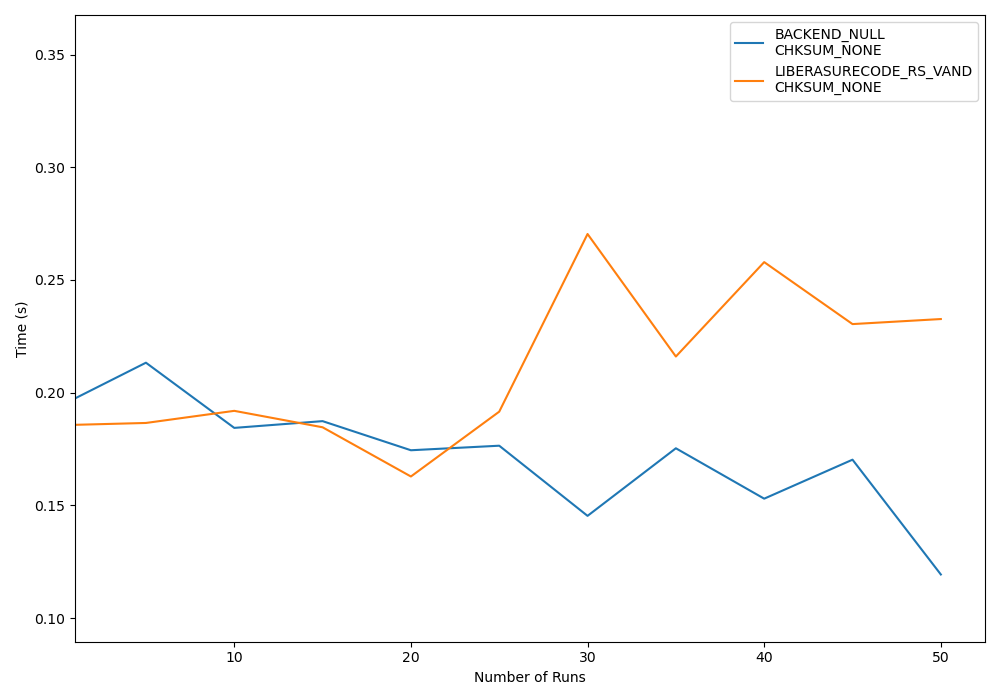 BACKEND_NULL
CHKSUM_NONE
LIBERASURECODE_RS_VAND
CHKSUM_NONE
0.35
0.30
0.25
0.20
0.15
0.10
Time (s)
10 20 30 40 50
Number of Runs